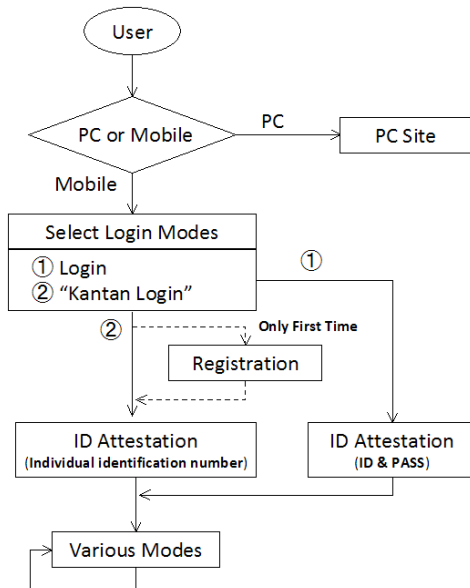 User
PC or Mobile
PC
PC Site
Mobile
Select Login Modes
① Login
② “Kantan Login”
①
②
Only First Time
Registration
ID Attestation
(Individual identification number)
ID Attestation
(ID & PASS)
Various Modes